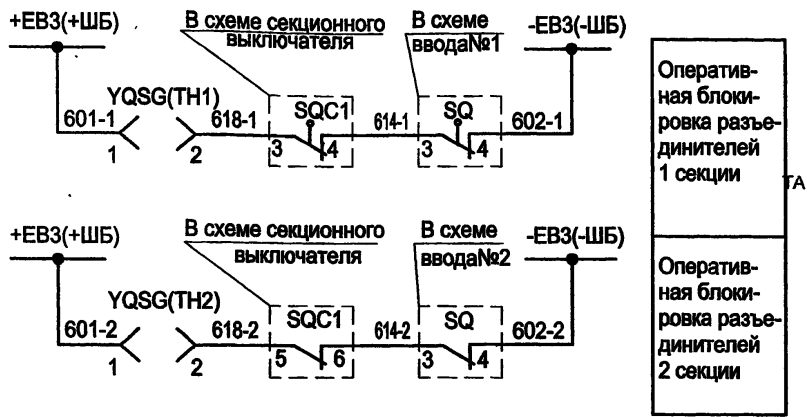 +ЕВЗ(+ШБ)
В схеме секционного
выключателя
В схеме
ввода№1
-ЕВЗ(-ШБ)
601-1
YQSG(ТН1)
618-1
SQC1
614-1
SQ
602-1
1
2
3
4
3
4
Оператив-
ная блоки-
ровка разъе-
динителей
1 секции
ТА
+ЕВЗ(+ШБ)
В схеме секционного
выключателя
В схеме
ввода№2
-ЕВЗ(-ШБ)
601-2
YQSG(ТН2)
618-2
SQC1
614-2
SQ
602-2
1
2
5
6
3
4
Оператив-
ная блоки-
ровка разъе-
динителей
2 секции